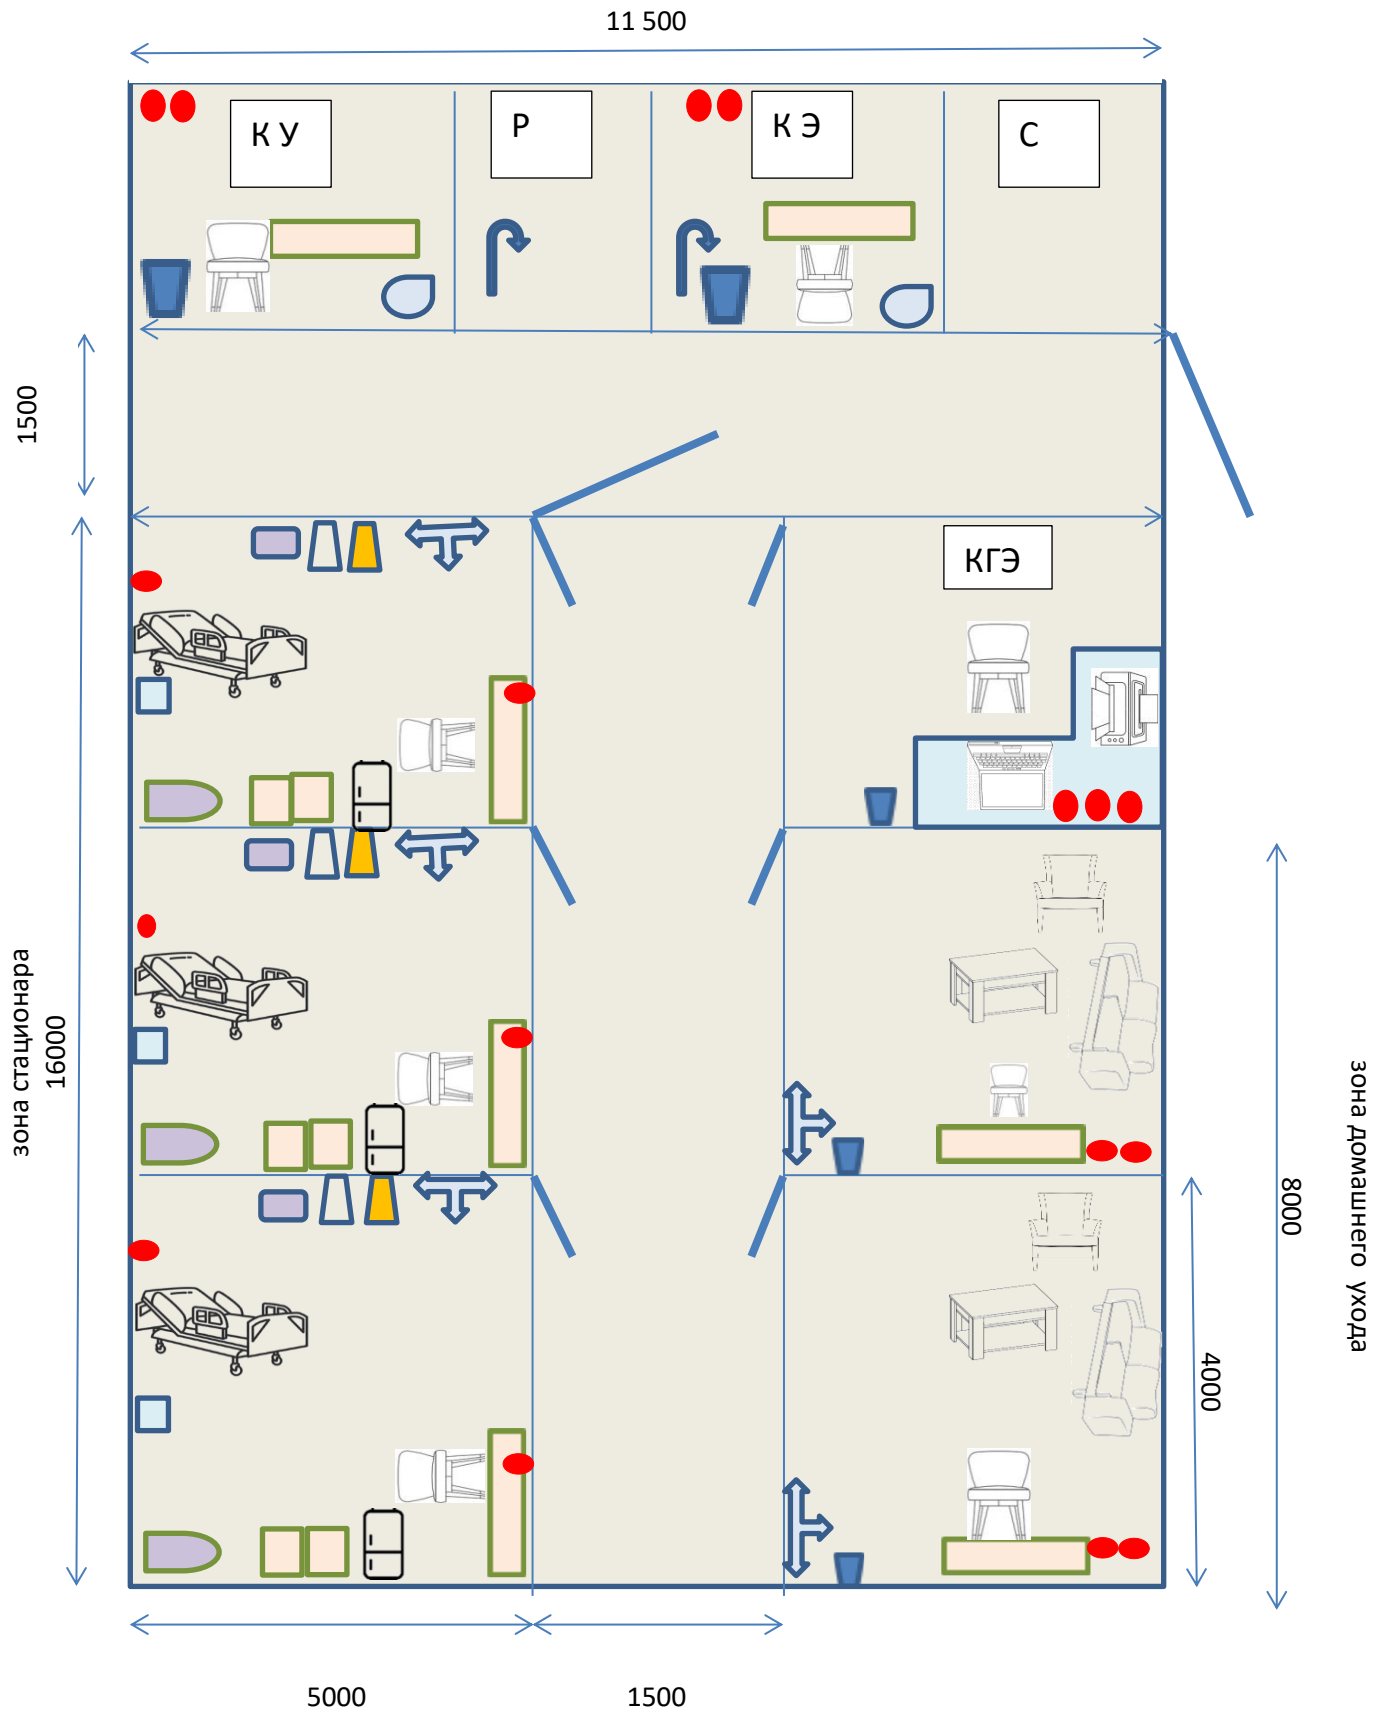 11 500
К У
Р
К Э
С
1500
КГЭ
зона стационара
16000
8000
зона домашнего ухода
4000
5000
1500